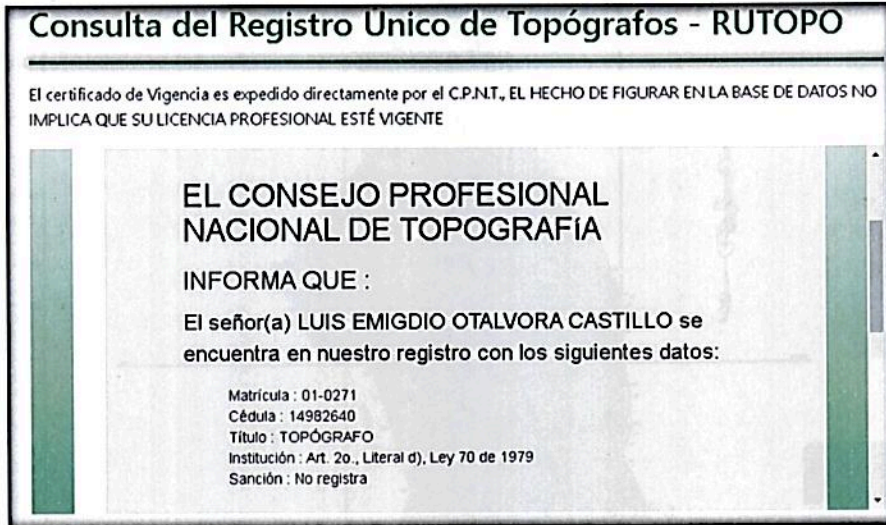 Consulta del Registro Único de Topógrafos - RUTOPO
El certificado de Vigencia es expedido directamente por el C.P.N.T., EL HECHO DE FIGURAR EN LA BASE DE DATOS NO
IMPLICA QUE SU LICENCIA PROFESIONAL ESTÉ VIGENTE
EL CONSEJO PROFESIONAL
NACIONAL DE TOPOGRAFíA
INFORMA QUE :
El señor(a) LUIS EMIGDIO OTALVORA CASTILLO se
encuentra en nuestro registro con los siguientes datos:
Matrícula : 01-0271
Cédula : 14982640
Título : TOPÓGRAFO
Institución : Art. 2o., Literal d), Ley 70 de 1979
Sanción : No registra